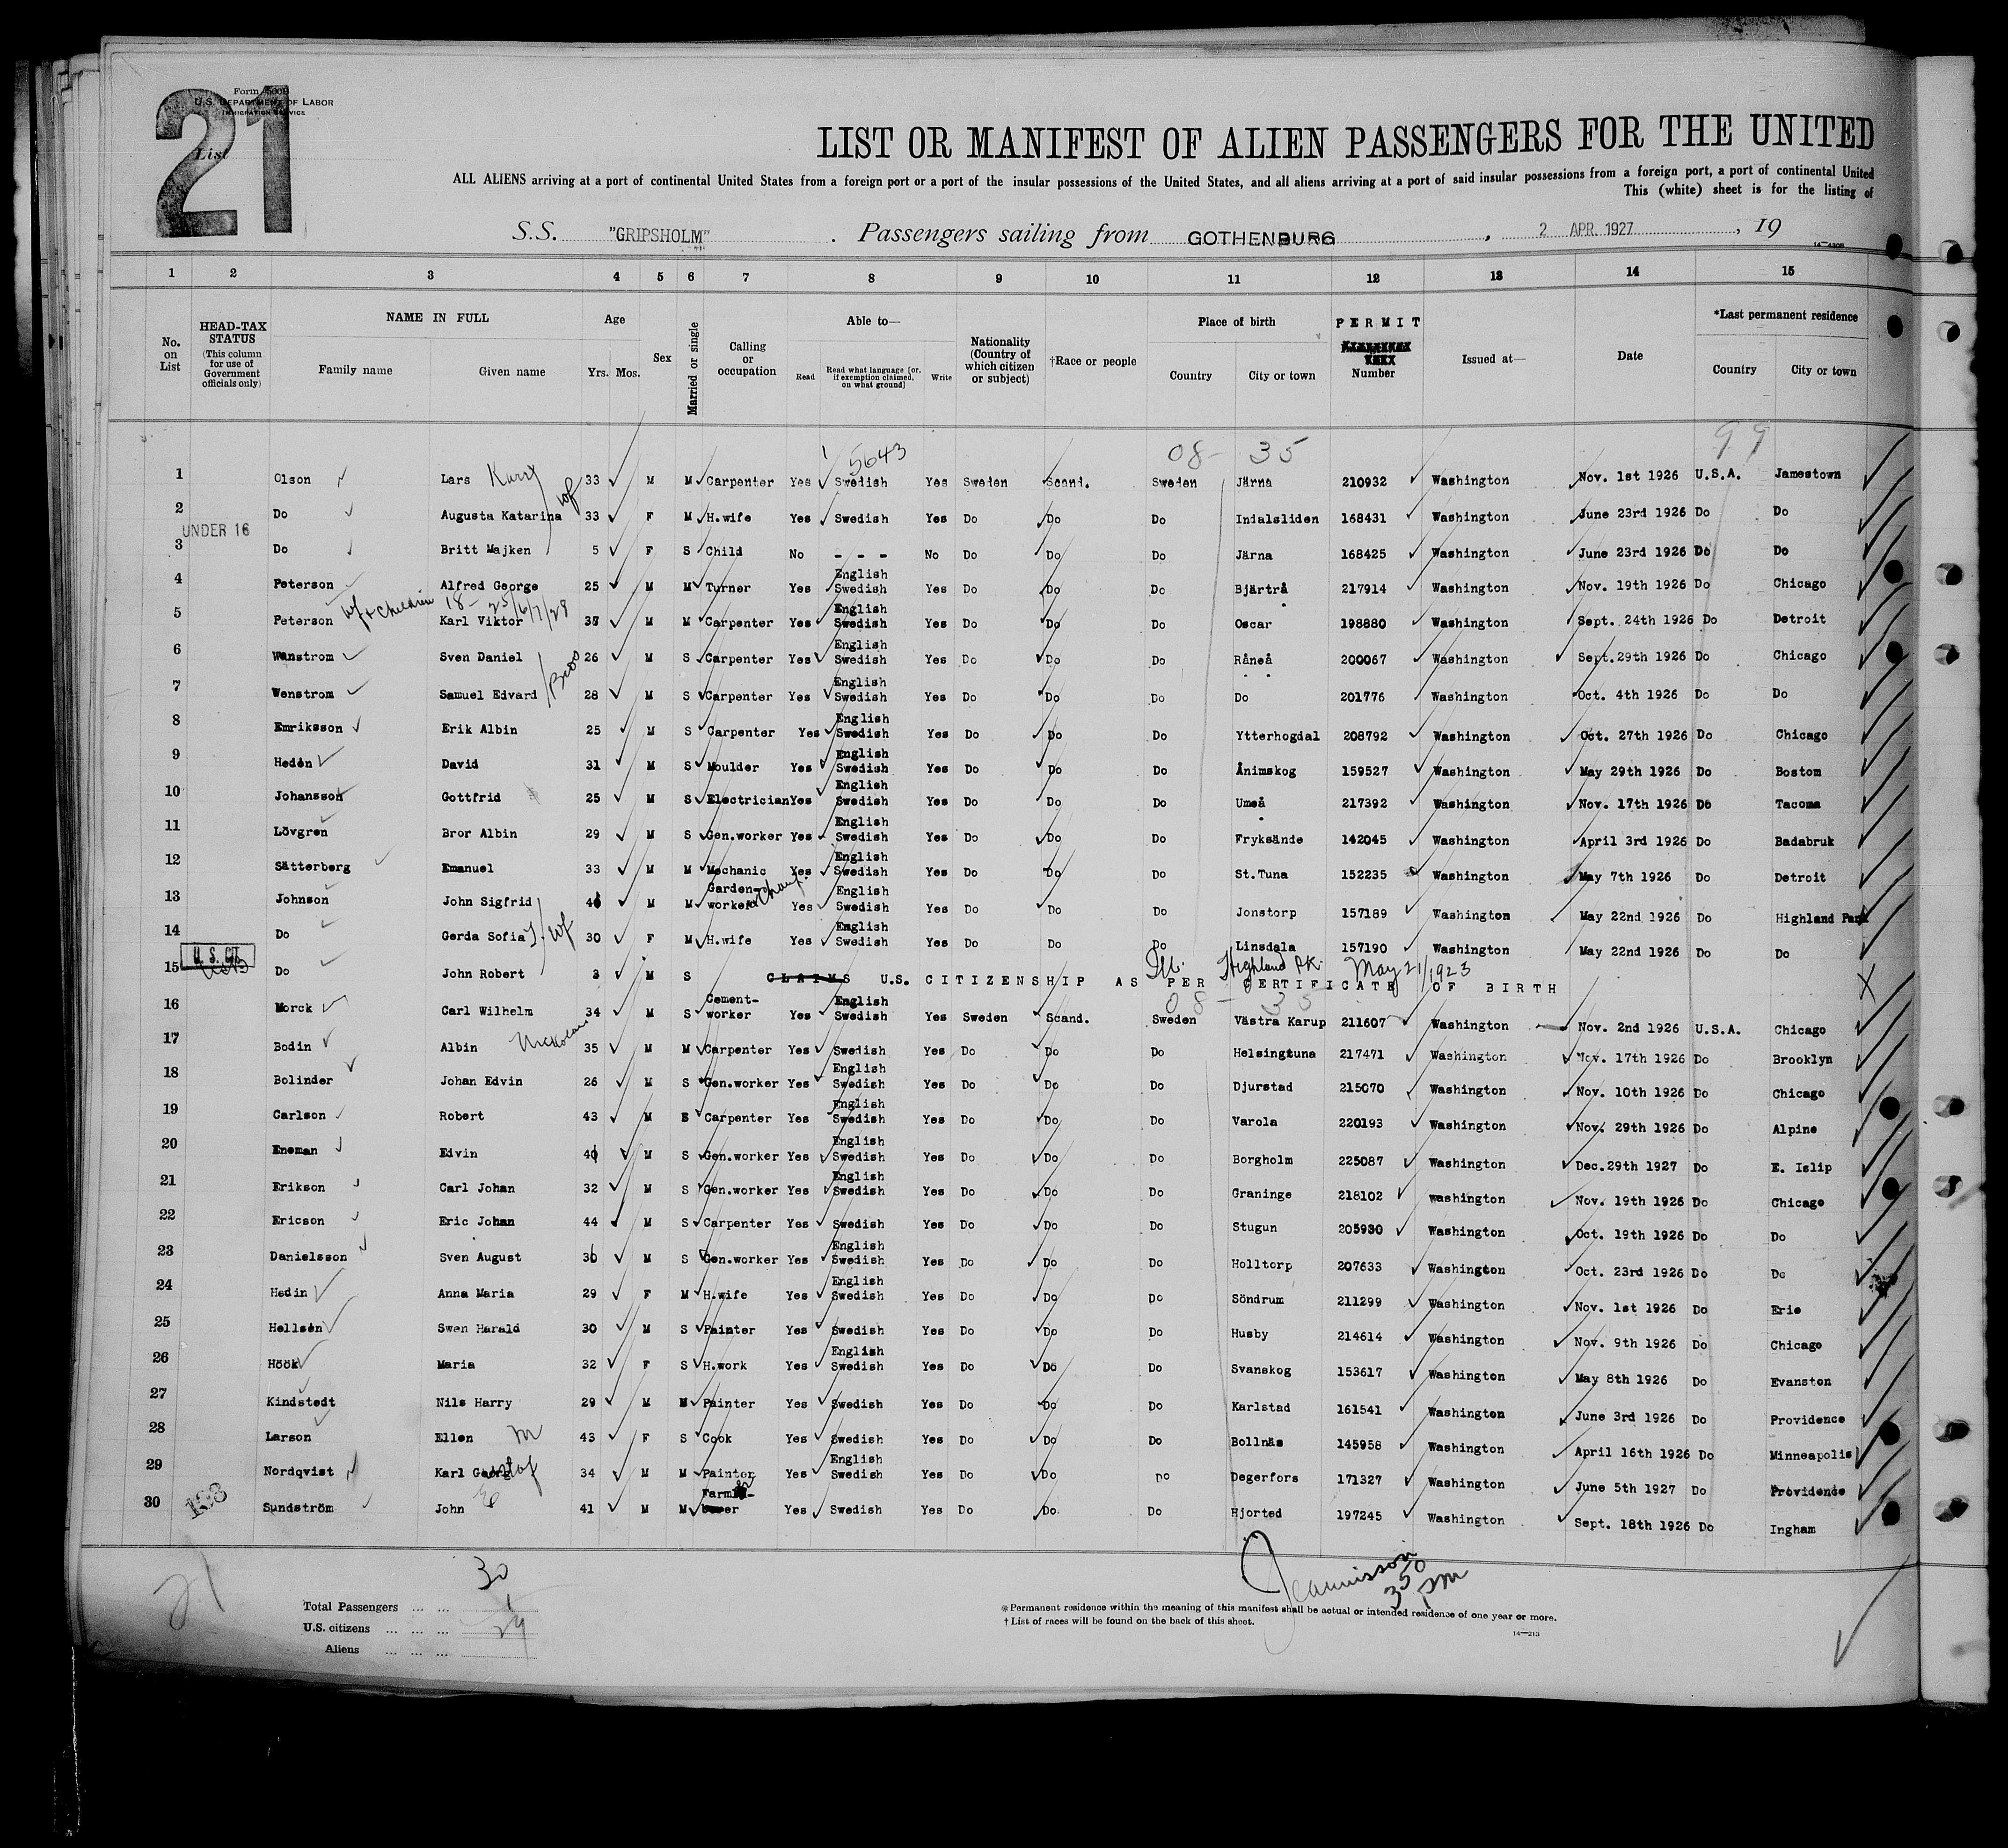 21
Form 500B
U.S. DEPARTMENT OF LABOR
IMMIGRATION SERVICE
List
LIST OR MANIFEST OF ALIEN PASSENGERS FOR THE UNITED
ALL ALIENS arriving at a port of continental United States from a foreign port or a port of the insular possessions of the United States, and all aliens arriving at a port of said insular possessions from a foreign port, a port of continental United
This (white) sheet is for the listing of
S.S. "GRIPSHOLM" . Passengers sailing from GOTHENBURG , 2 APR. 1927 , 19
1 2 3 4 5 6 7 8 9 10 11 12 13 14 15
No. on List
HEAD-TAX STATUS (This column for use of Government officials only)
NAME IN FULL
Family name Given name
Age
Yrs. Mos.
Sex
Married or single
Calling or occupation
Able to—
Read Read what language [or, if exemption claimed, on what ground] Write
Nationality (Country of which citizen or subject)
†Race or people
Place of birth
Country City or town
PERMIT
Number
Issued at—
Date
*Last permanent residence
Country City or town
5643 08- 35 99
1 Olson Lars 33 M M Carpenter Yes Swedish Yes Sweden Scand. Sweden Järna 210932 Washington Nov. 1st 1926 U.S.A. Jamestown
wf
2 Do Augusta Katarina 33 F M H.wife Yes Swedish Yes Do Do Do Inialsliden 168431 Washington June 23rd 1926 Do Do
UNDER 16
3 Do Britt Majken 5 F S Child No - - - No Do Do Do Järna 168425 Washington June 23rd 1926 Do Do
4 Peterson Alfred George 25 M M Turner Yes English Swedish Yes Do Do Do Bjärtrå 217914 Washington Nov. 19th 1926 Do Chicago
wf + children 18- 25/6/7/28
5 Peterson Karl Viktor 37 M M Carpenter Yes English Swedish Yes Do Do Do Oscar 198880 Washington Sept. 24th 1926 Do Detroit
6 Wenstrom Sven Daniel 26 M S Carpenter Yes English Swedish Yes Do Do Do Råneå 200067 Washington Sept.29th 1926 Do Chicago
Bros
7 Wenstrom Samuel Edvard 28 M S Carpenter Yes English Swedish Yes Do Do Do Do 201776 Washington Oct. 4th 1926 Do Do
8 Emriksson Erik Albin 25 M S Carpenter Yes English Swedish Yes Do Do Do Ytterhogdal 208792 Washington Oct. 27th 1926 Do Chicago
9 Hedén David 31 M S Moulder Yes English Swedish Yes Do Do Do Ånimskog 159527 Washington May 29th 1926 Do Bostom
10 Johansson Gottfrid 25 M S Electrician Yes English Swedish Yes Do Do Do Umeå 217392 Washington Nov. 17th 1926 Do Tacoma
11 Lövgren Bror Albin 29 M S Gen.worker Yes English Swedish Yes Do Do Do Fryksände 142045 Washington April 3rd 1926 Do Badabruk
12 Sätterberg Emanuel 33 M M Mechanic Yes English Swedish Yes Do Do Do St.Tuna 152235 Washington May 7th 1926 Do Detroit
13 Johnson John Sigfrid M M Garden-worker Yes English Swedish Yes Do Do Do Jonstorp 157189 Washington May 22nd 1926 Do Highland Park
14 Do Gerda Sofia wf 30 F M H.wife Yes English Swedish Yes Do Do Do Linsdela 157190 Washington May 22nd 1926 Do Do
U.S. CIT.
Ill. Highland Pk. May 21/1923
15 Do John Robert 3 M S CLAIMS U.S. CITIZENSHIP AS PER CERTIFICATE OF BIRTH
08- 35
16 Morck Carl Wilhelm 34 M S Cement-worker Yes English Swedish Yes Sweden Scand. Sweden Västra Karup 211607 Washington Nov. 2nd 1926 U.S.A. Chicago
17 Bodin Albin 35 M M Carpenter Yes Swedish Yes Do Do Do Helsingtuna 217471 Washington Nov. 17th 1926 Do Brooklyn
18 Bolinder Johan Edvin 26 M S Gen.worker Yes English Swedish Yes Do Do Do Djurstad 215070 Washington Nov. 10th 1926 Do Chicago
19 Carlson Robert 43 M Carpenter Yes English Swedish Yes Do Do Do Varola 220193 Washington Nov. 29th 1926 Do Alpine
20 Eneman Edvin 40 M S Gen.worker Yes English Swedish Yes Do Do Do Borgholm 225087 Washington Dec.29th 1927 Do E. Islip
21 Erikson Carl Johan 32 M S Gen.worker Yes English Swedish Yes Do Do Do Graninge 218102 Washington Nov. 19th 1926 Do Chicago
22 Ericson Eric Johan 44 M S Carpenter Yes Swedish Yes Do Do Do Stugun 205930 Washington Oct. 19th 1926 Do Do
23 Danielsson Sven August 30 M S Gen.worker Yes English Swedish Yes Do Do Do Holltorp 207633 Washington Oct. 23rd 1926 Do Do
24 Hedin Anna Maria 29 F M H.wife Yes English Swedish Yes Do Do Do Söndrum 211299 Washington Nov. 1st 1926 Do Erie
25 Hellsén Swen Harald 30 M S Painter Yes Swedish Yes Do Do Do Husby 214614 Washington Nov. 9th 1926 Do Chicago
26 Höök Maria 32 F S H.work Yes English Swedish Yes Do Do Do Svanskog 153617 Washington May 8th 1926 Do Evanston
27 Kindstedt Nils Harry 29 M M Painter Yes Swedish Yes Do Do Do Karlstad 161541 Washington June 3rd 1926 Do Providence
28 Larson Ellen M 43 F S Cook Yes Swedish Yes Do Do Do Bollnäs 145958 Washington April 16th 1926 Do Minneapolis
29 Nordqvist Karl Georg 34 M M Painter Yes English Swedish Yes Do Do Do Degerfors 171327 Washington June 5th 1927 Do Providence
30 Sundström John E 41 M M Yes Swedish Yes Do Do Do Hjorted 197245 Washington Sept. 18th 1926 Do Ingham
21
30
Total Passengers ... ...
U.S. citizens ... ... ... 1
Aliens ... ... ... 29
350 pm
*Permanent residence within the meaning of this manifest shall be actual or intended residence of one year or more.
†List of races will be found on the back of this sheet.
14—213